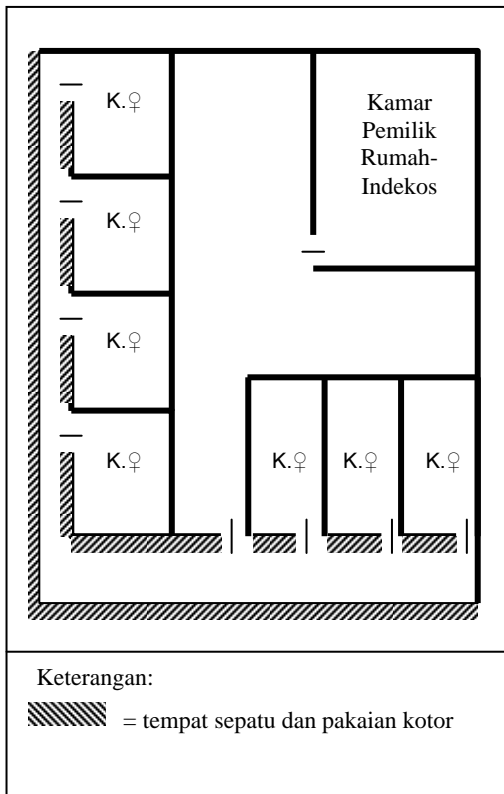 K.♀
Kamar
Pemilik
Rumah-
Indekos
K.♀
K.♀
K.♀
K.♀
K.♀
K.♀
Keterangan:
= tempat sepatu dan pakaian kotor